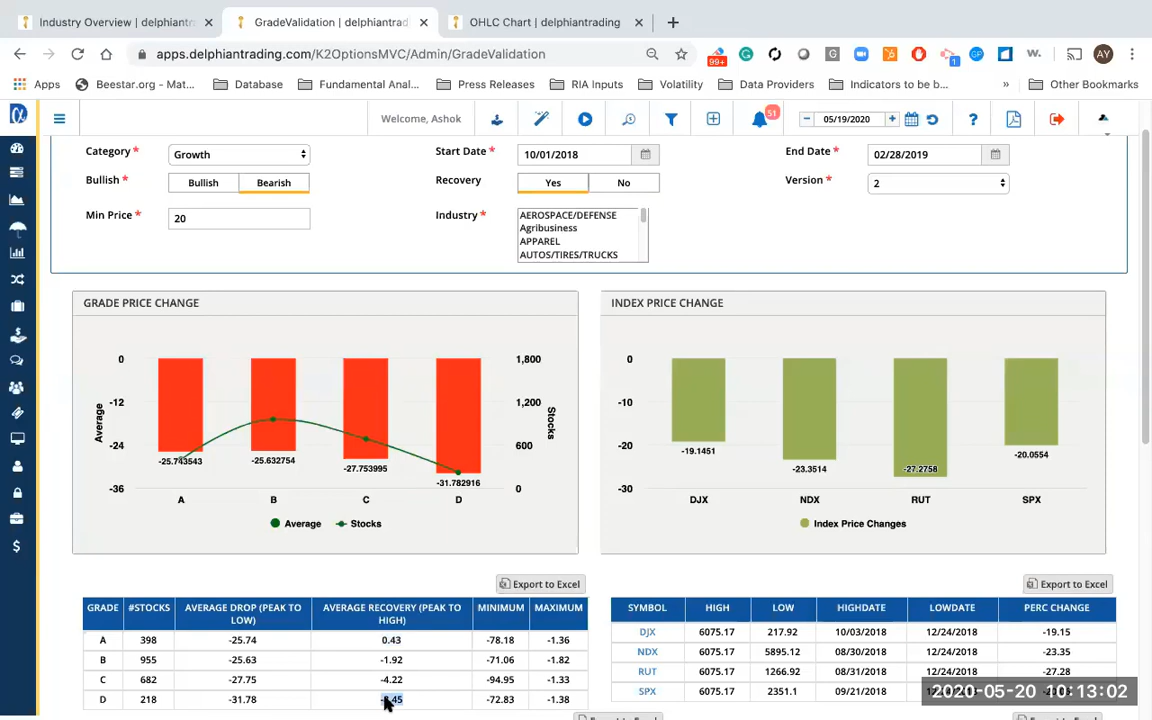 Industry Overview | delphiantr
GradeValidation | delphiantrad
OHLC Chart | delphiantrading
apps.delphiantrading.com/K2OptionsMVC/Admin/GradeValidation
99+
G
GP
1
w.
AY
Apps
Beestar.org - Mat...
Database
Fundamental Anal...
Press Releases
RIA Inputs
Volatility
Data Providers
Indicators to be b...
»
Other Bookmarks
Welcome, Ashok
51
05/19/2020
Category *
Growth
Start Date *
10/01/2018
End Date *
02/28/2019
Bullish *
Bullish
Bearish
Recovery
Yes
No
Version *
2
Min Price *
20
Industry *
AEROSPACE/DEFENSE
Agribusiness
APPAREL
AUTOS/TIRES/TRUCKS
GRADE PRICE CHANGE
0
-12
-24
-36
Average
-25.743543
-25.632754
-27.753995
-31.782916
A
B
C
D
1,800
1,200
600
0
Stocks
Average
Stocks
INDEX PRICE CHANGE
0
-10
-20
-30
-19.1451
-23.3514
-27.2758
-20.0554
DJX
NDX
RUT
SPX
Index Price Changes
Export to Excel
Export to Excel
GRADE #STOCKS AVERAGE DROP (PEAK TO LOW) AVERAGE RECOVERY (PEAK TO HIGH) MINIMUM MAXIMUM
A 398 -25.74 0.43 -78.18 -1.36
B 955 -25.63 -1.92 -71.06 -1.82
C 682 -27.75 -4.22 -94.95 -1.33
D 218 -31.78 -72.83 -1.38
SYMBOL HIGH LOW HIGHDATE LOWDATE PERC CHANGE
DJX 6075.17 217.92 10/03/2018 12/24/2018 -19.15
NDX 6075.17 5895.12 08/30/2018 12/24/2018 -23.35
RUT 6075.17 1266.92 08/31/2018 12/24/2018 -27.28
SPX 6075.17 2351.1 09/21/2018
2020-05-20 10:13:02